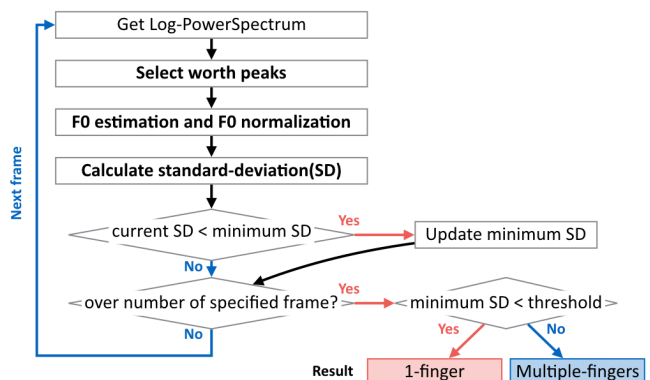 Get Log-PowerSpectrum
Select worth peaks
F0 estimation and F0 normalization
Calculate standard-deviation(SD)
Next frame
current SD < minimum SD
Yes
Update minimum SD
No
over number of specified frame?
Yes
minimum SD < threshold
No
Yes
No
Result
1-finger
Multiple-fingers